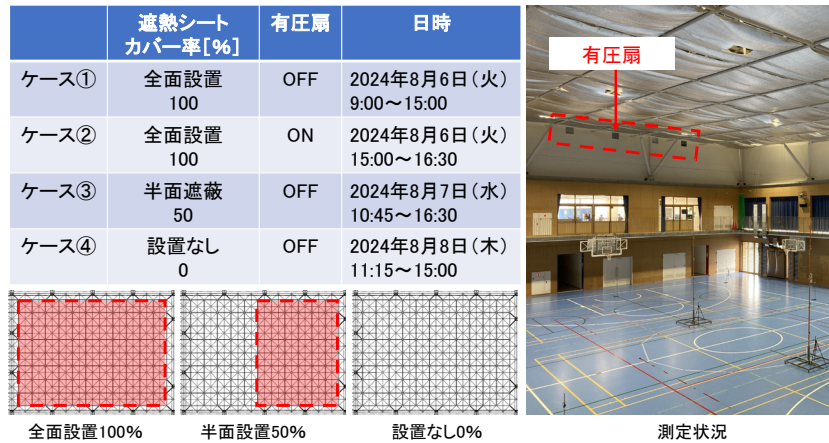 遮熱シート
カバー率[%]
有圧扇
日時
ケース①
全面設置
100
OFF
2024年8月6日(火)
9:00~15:00
ケース②
全面設置
100
ON
2024年8月6日(火)
15:00~16:30
ケース③
半面遮蔽
50
OFF
2024年8月7日(水)
10:45~16:30
ケース④
設置なし
0
OFF
2024年8月8日(木)
11:15~15:00
有圧扇
全面設置100%
半面設置50%
設置なし0%
測定状況